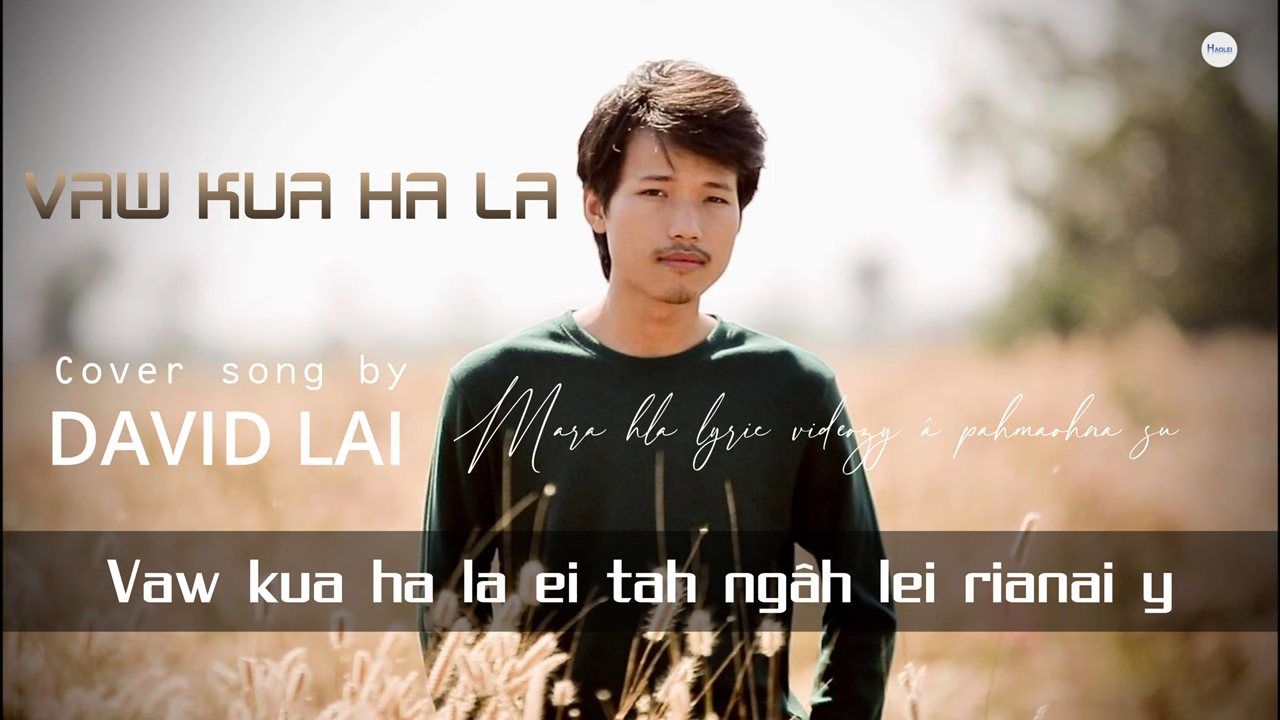 HAOLEI
VAW KUA HA LA
Cover song by
DAVID LAI
Mara hla lyric videozy â pahmaohna su
Vaw kua ha la ei tah ngâh lei rianai y